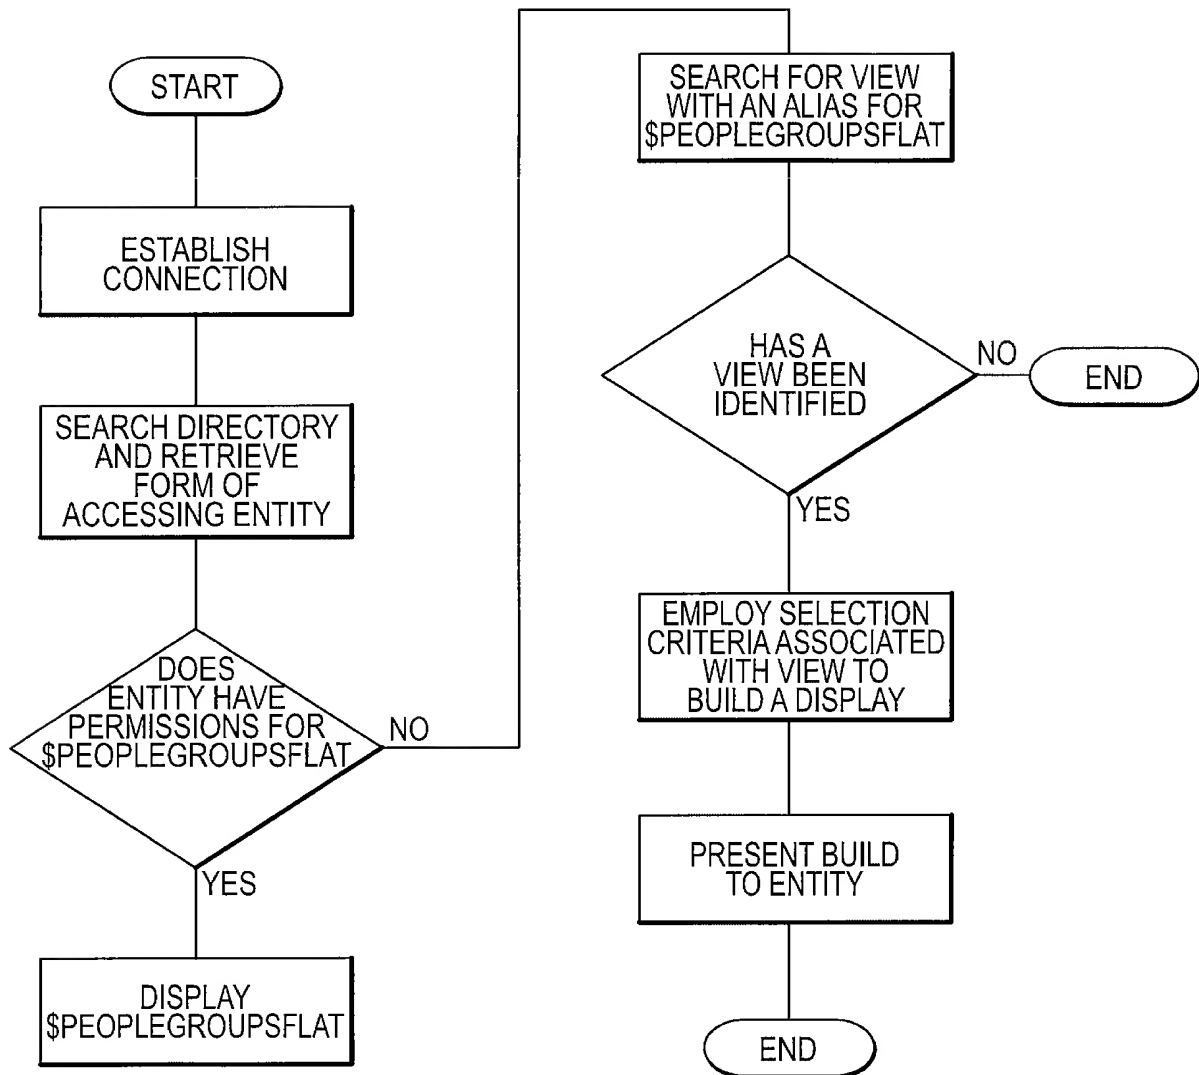 START
ESTABLISH
CONNECTION
SEARCH DIRECTORY
AND RETRIEVE
FORM OF
ACCESSING ENTITY
DOES
ENTITY HAVE
PERMISSIONS FOR
$PEOPLEGROUPSFLAT
NO
YES
DISPLAY
$PEOPLEGROUPSFLAT
SEARCH FOR VIEW
WITH AN ALIAS FOR
$PEOPLEGROUPSFLAT
HAS A
VIEW BEEN
IDENTIFIED
NO
END
YES
EMPLOY SELECTION
CRITERIA ASSOCIATED
WITH VIEW TO
BUILD A DISPLAY
PRESENT BUILD
TO ENTITY
END